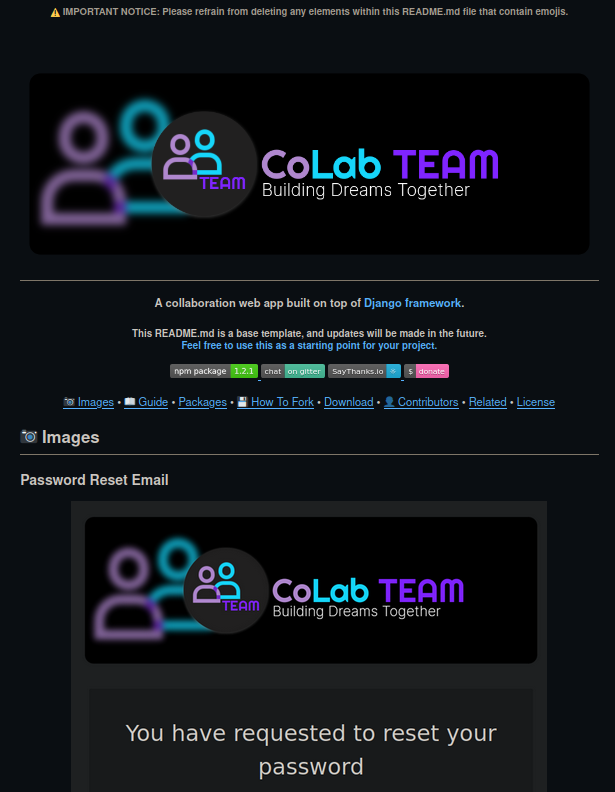 ⚠️ IMPORTANT NOTICE: Please refrain from deleting any elements within this README.md file that contain emojis.
TEAM
CoLab TEAM
Building Dreams Together
A collaboration web app built on top of Django framework.
This README.md is a base template, and updates will be made in the future.
Feel free to use this as a starting point for your project.
npm package 1.2.1 chat on gitter SayThanks.io $ donate
📷 Images • 📖 Guide • Packages • 💾 How To Fork • Download • 👤 Contributors • Related • License
📷 Images
Password Reset Email
TEAM
CoLab TEAM
Building Dreams Together
You have requested to reset your
password